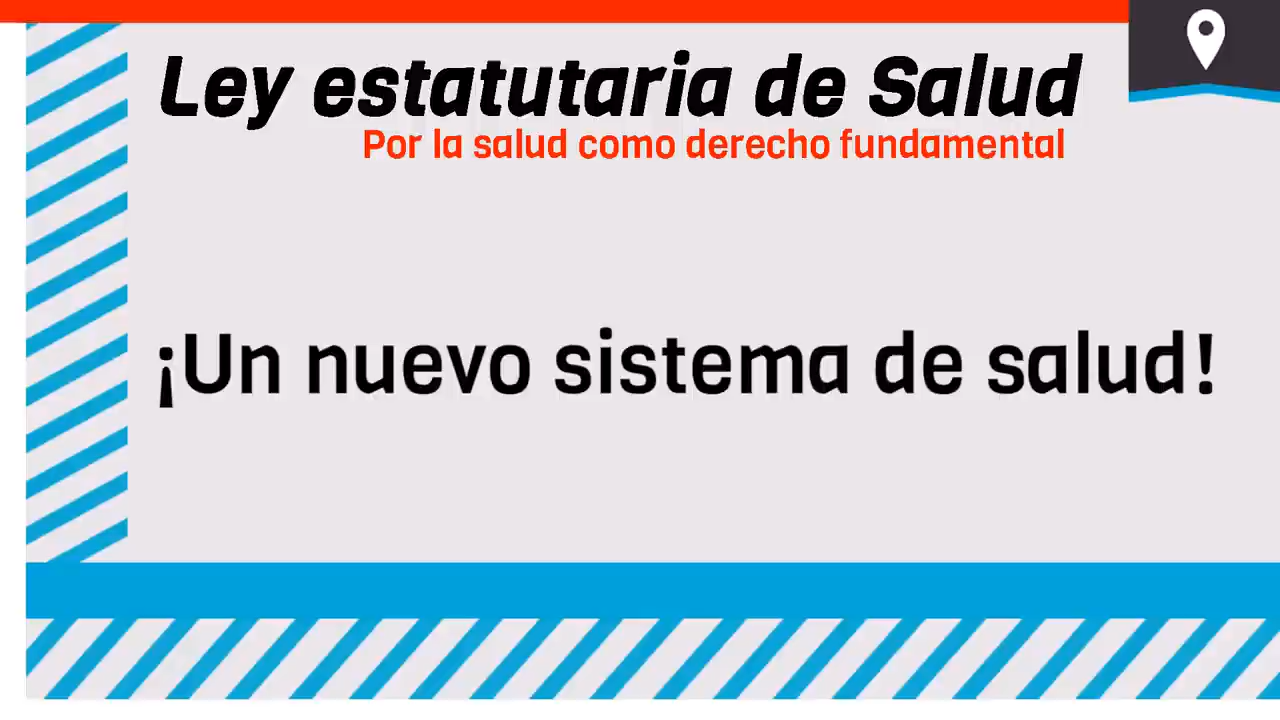 Ley estatutaria de Salud
Por la salud como derecho fundamental
¡Un nuevo sistema de salud!